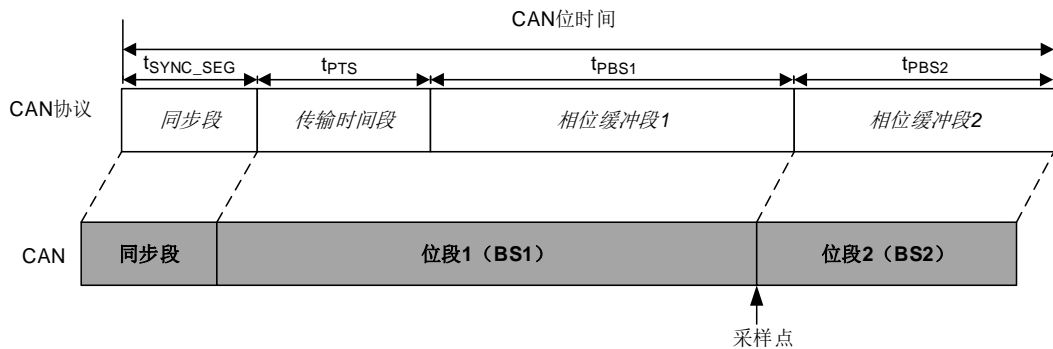 CAN位时间
tSYNC_SEG tPTS tPBS1 tPBS2
CAN协议 同步段 传输时间段 相位缓冲段1 相位缓冲段2
CAN 同步段 位段1（BS1） 位段2（BS2）
采样点